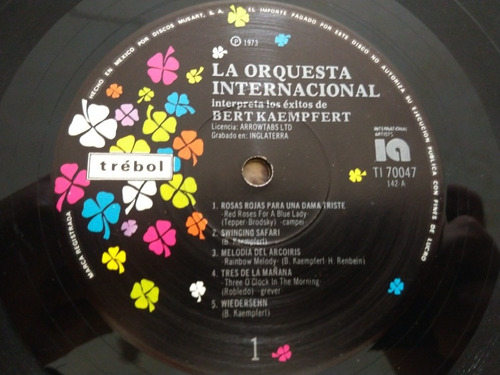 HECHO EN MEXICO POR DISCOS MUSART, S. A. EL IMPORTE PAGADO POR ESTE DISCO NO AUTORIZA SU EJECUCION PUBLICA CON FINES DE LUCRO
MARCA REGISTRADA
trébol
Ⓟ 1973
LA ORQUESTA
INTERNACIONAL
interpreta los éxitos de
BERT KAEMPFERT
Licencia: ARROWTABS LTD
Grabado en: INGLATERRA
INTERNATIONAL
ARTISTS
ia
TI 70047
142-A
1. ROSAS ROJAS PARA UNA DAMA TRISTE
-Red Roses For A Blue Lady
(Tepper-Brodsky) -campei
2. SWINGING SAFARI
(B. Kaempfert)
3. MELODIA DEL ARCOIRIS
-Rainbow Melody- (B. Kaempfert-H. Renbein)
4. TRES DE LA MAÑANA
-Three O'Clock In The Morning
(Robledo) -grever
5. WIEDERSEHN
(B. Kaempfert)
1